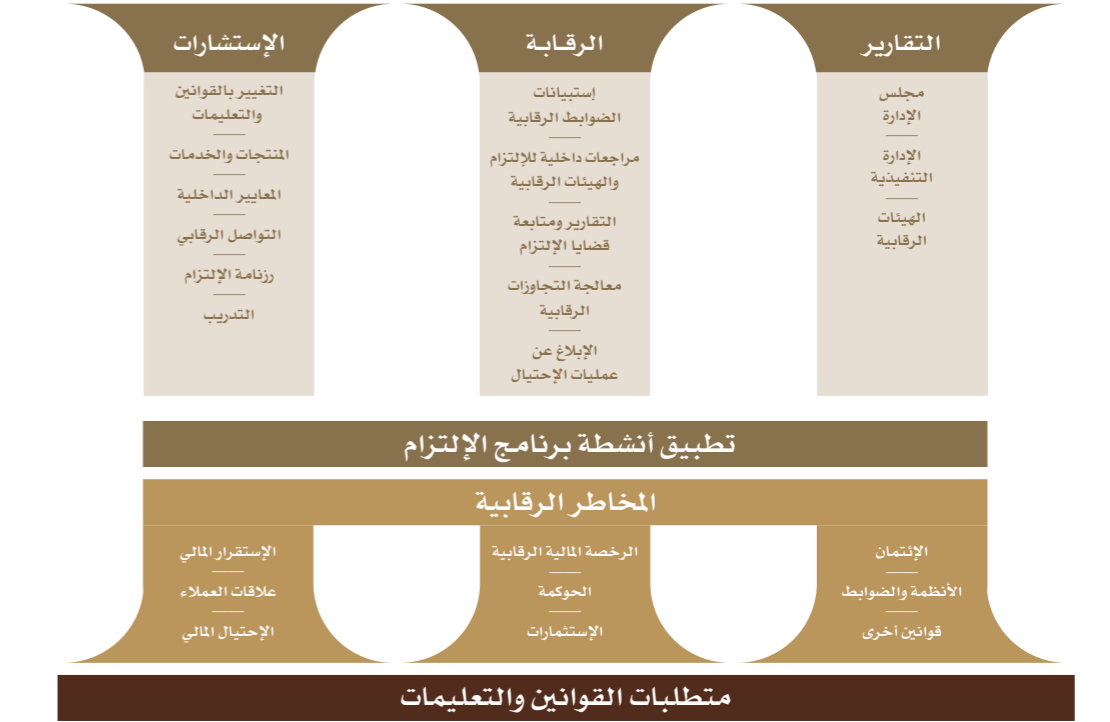 التقارير
مجلس
الإدارة
الإدارة
التنفيذية
الهيئات
الرقابية
الرقـابـة
إستبيانات
الضوابط الرقابية
مراجعات داخلية للإلتزام
والهيئات الرقابية
التقارير ومتابعة
قضايا الإلتزام
معالجة التجاوزات
الرقابية
الإبلاغ عن
عمليات الإحتيال
الإستشارات
التغيير بالقوانين
والتعليمات
المنتجات والخدمات
المعايير الداخلية
التواصل الرقابي
رزنامة الإلتزام
التدريب
تطبيق أنشطة برنامج الإلتزام
المخاطر الرقابية
الإئتمان
الأنظمة والضوابط
قوانين أخرى
الرخصة المالية الرقابية
الحوكمة
الإستثمارات
الإستقرار المالي
علاقات العملاء
الإحتيال المالي
متطلبات القوانين والتعليمات